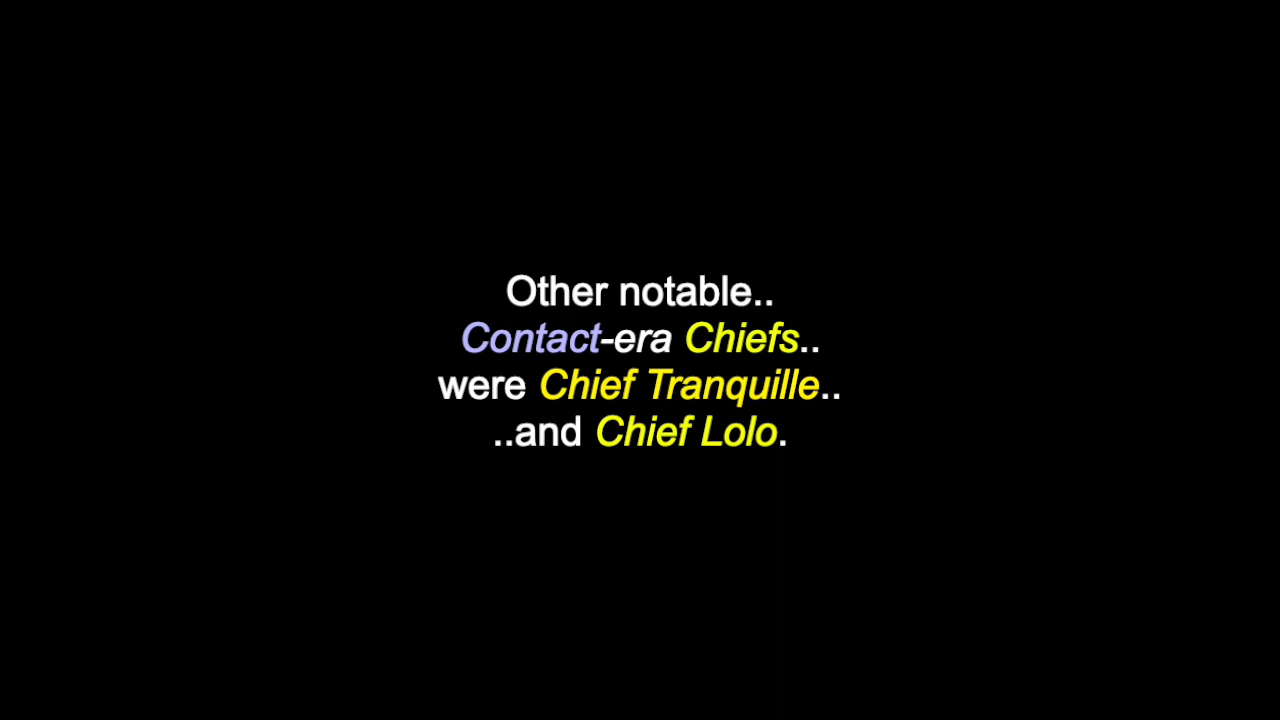 Other notable..
Contact-era Chiefs..
were Chief Tranquille..
..and Chief Lolo.